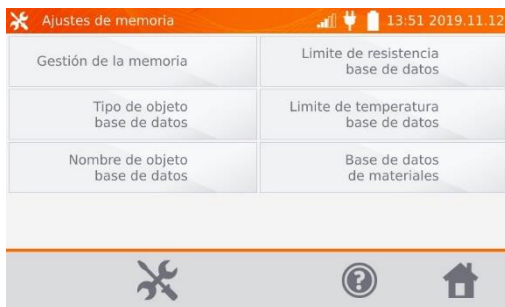 Ajustes de memoria
13:51 2019.11.12
Gestión de la memoria
Limite de resistencia
base de datos
Tipo de objeto
base de datos
Limite de temperatura
base de datos
Nombre de objeto
base de datos
Base de datos
de materiales
?